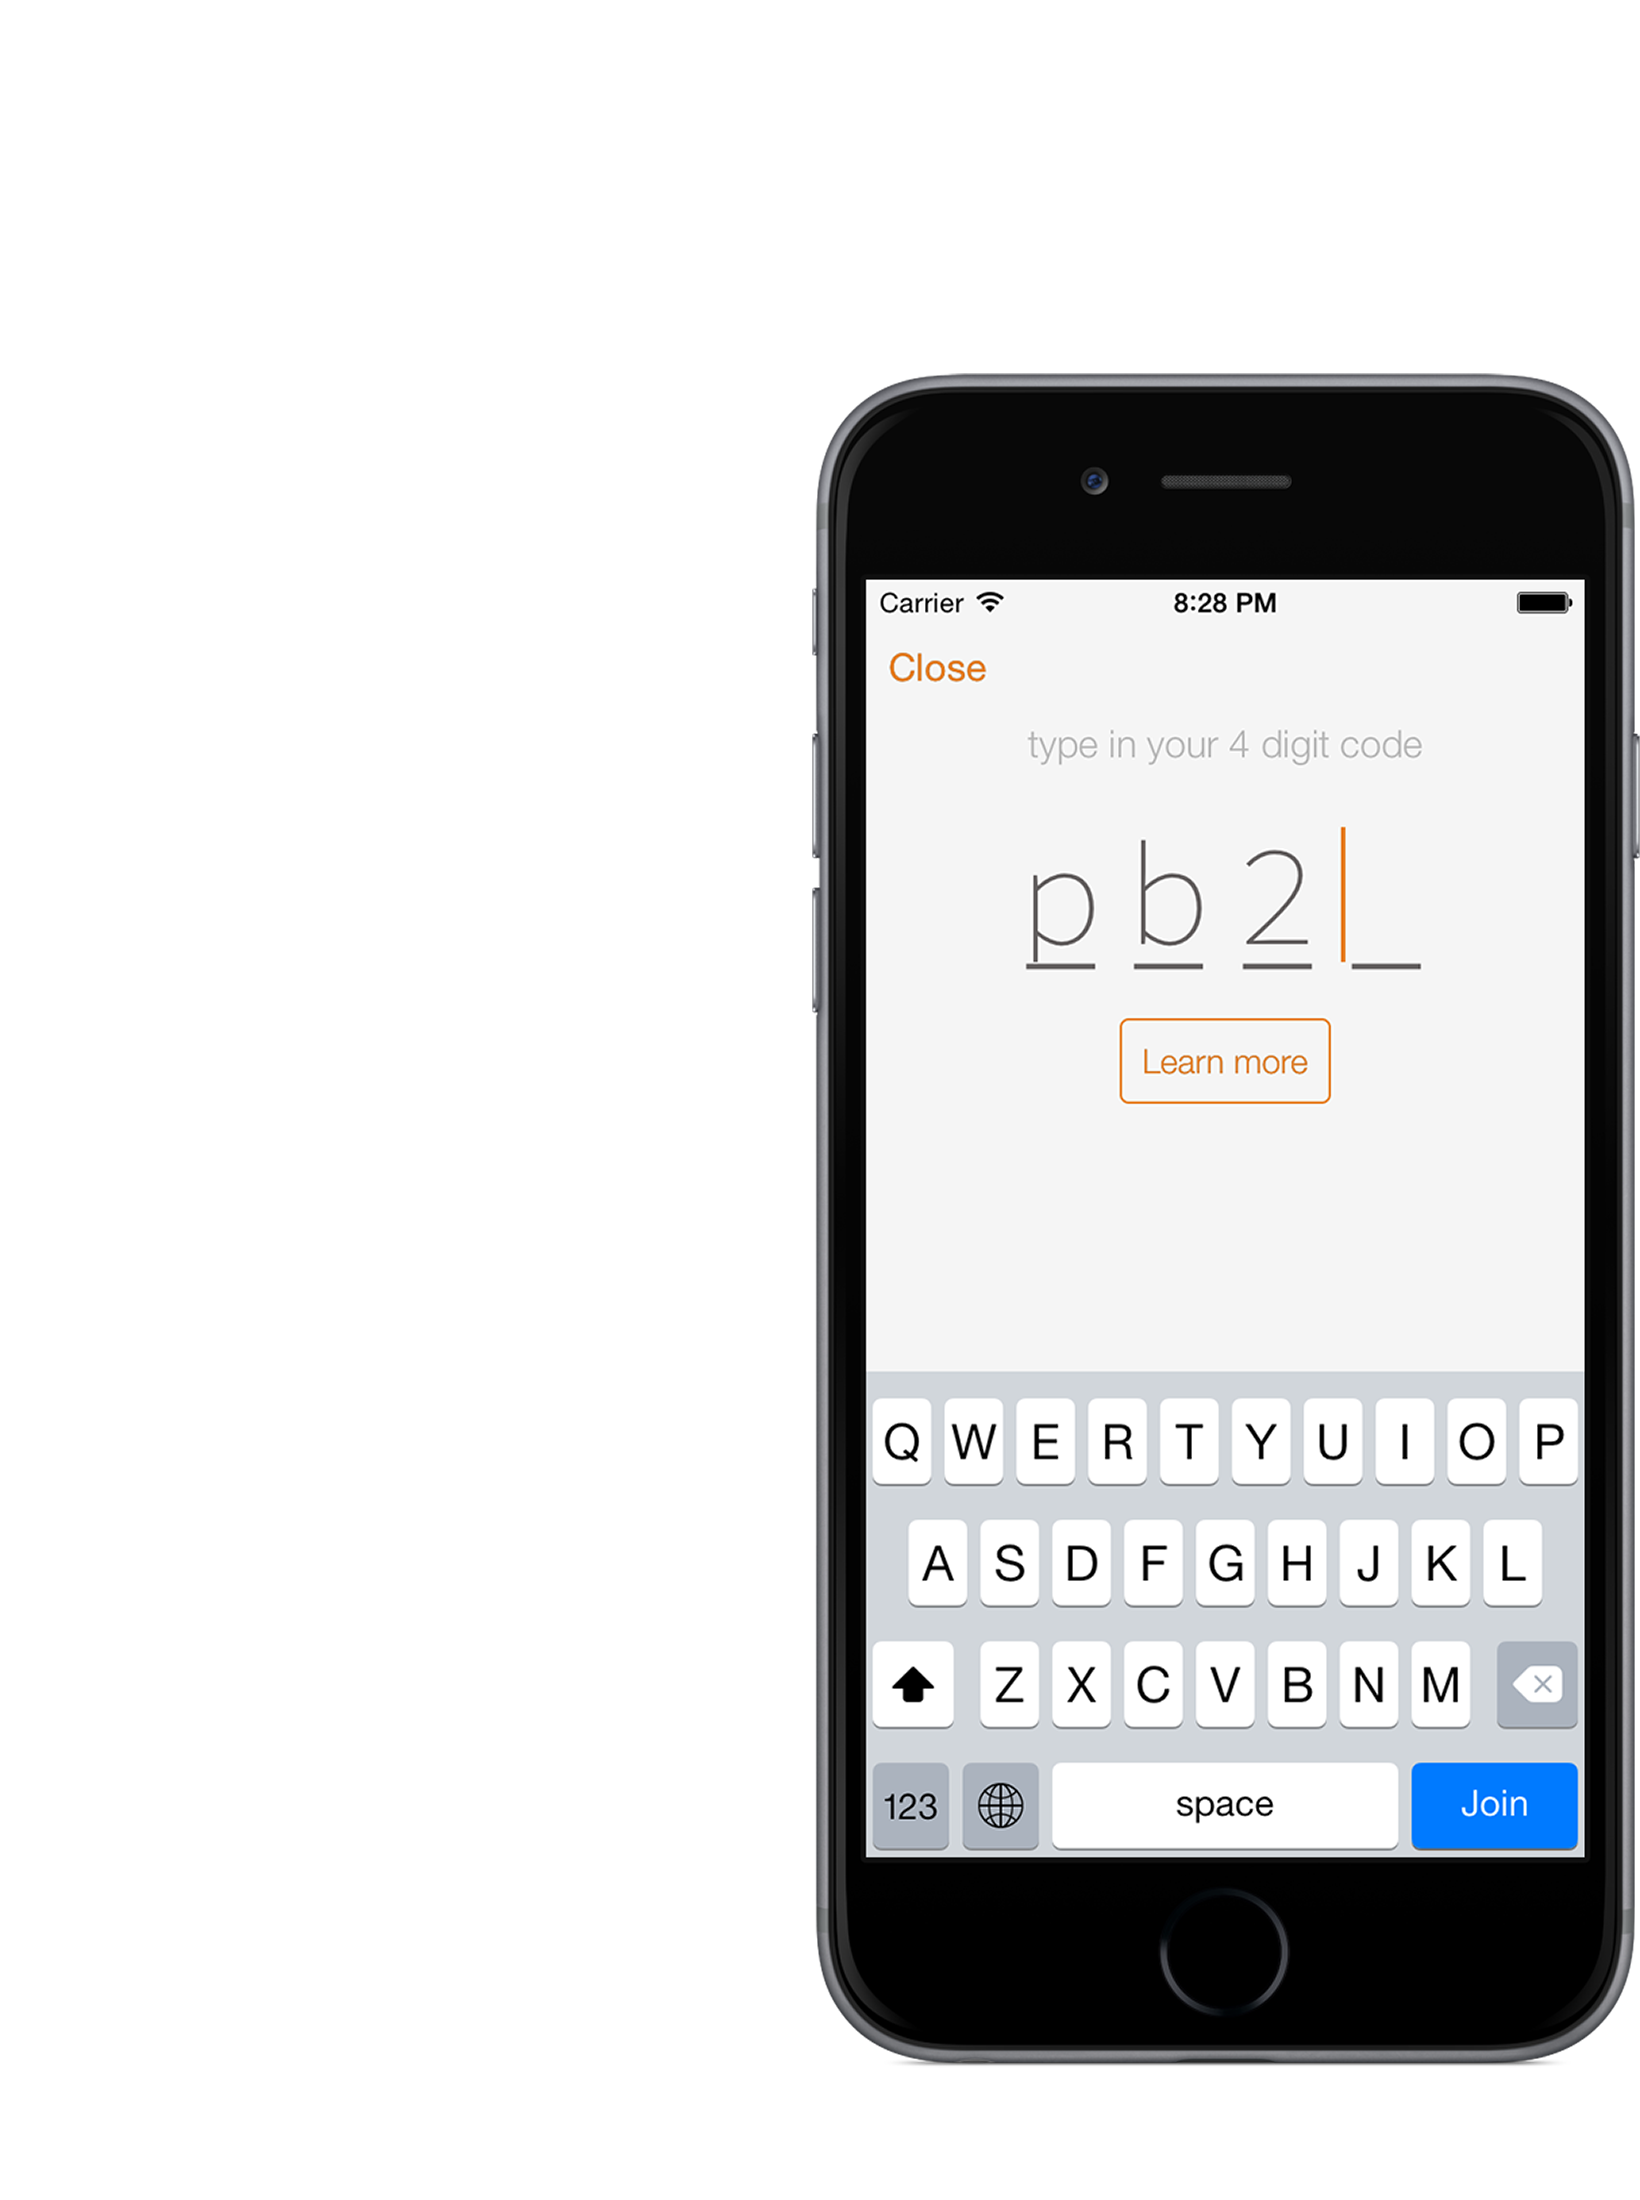 Carrier 8:28 PM
Close
type in your 4 digit code
p b 2 _
Learn more
Q W E R T Y U I O P
A S D F G H J K L
Z X C V B N M
123 space Join